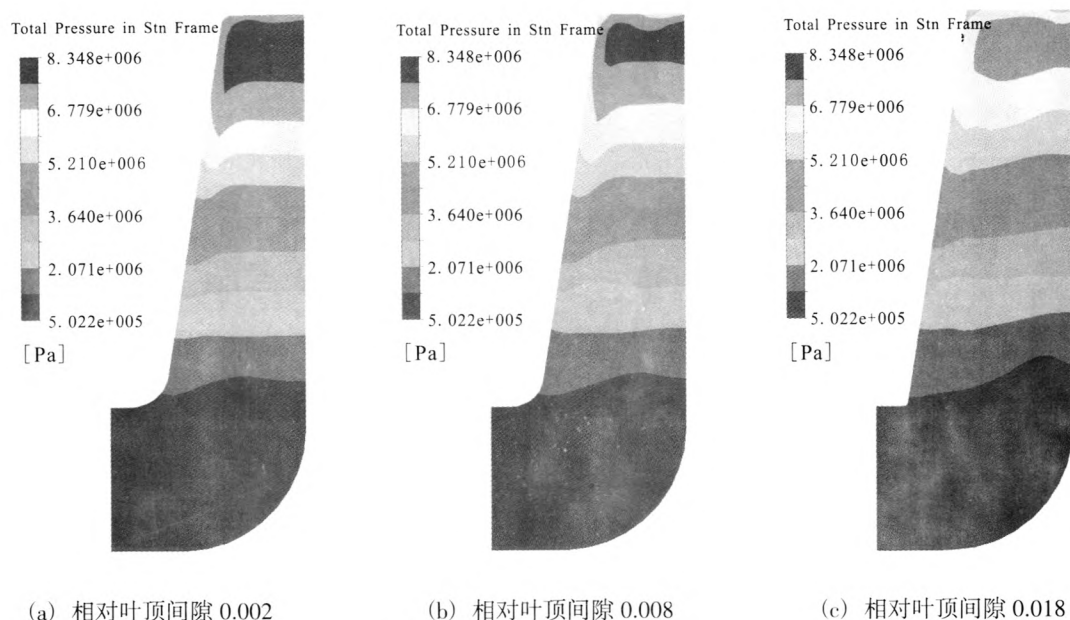 Total Pressure in Stn Frame
8. 348e+006
6. 779e+006
5. 210e+006
3. 640e+006
2. 071e+006
5. 022e+005
[Pa]
(a) 相对叶顶间隙 0.002
Total Pressure in Stn Frame
8. 348e+006
6. 779e+006
5. 210e+006
3. 640e+006
2. 071e+006
5. 022e+005
[Pa]
(b) 相对叶顶间隙 0.008
Total Pressure in Stn Frame
8. 348e+006
6. 779e+006
5. 210e+006
3. 640e+006
2. 071e+006
5. 022e+005
[Pa]
(c) 相对叶顶间隙 0.018